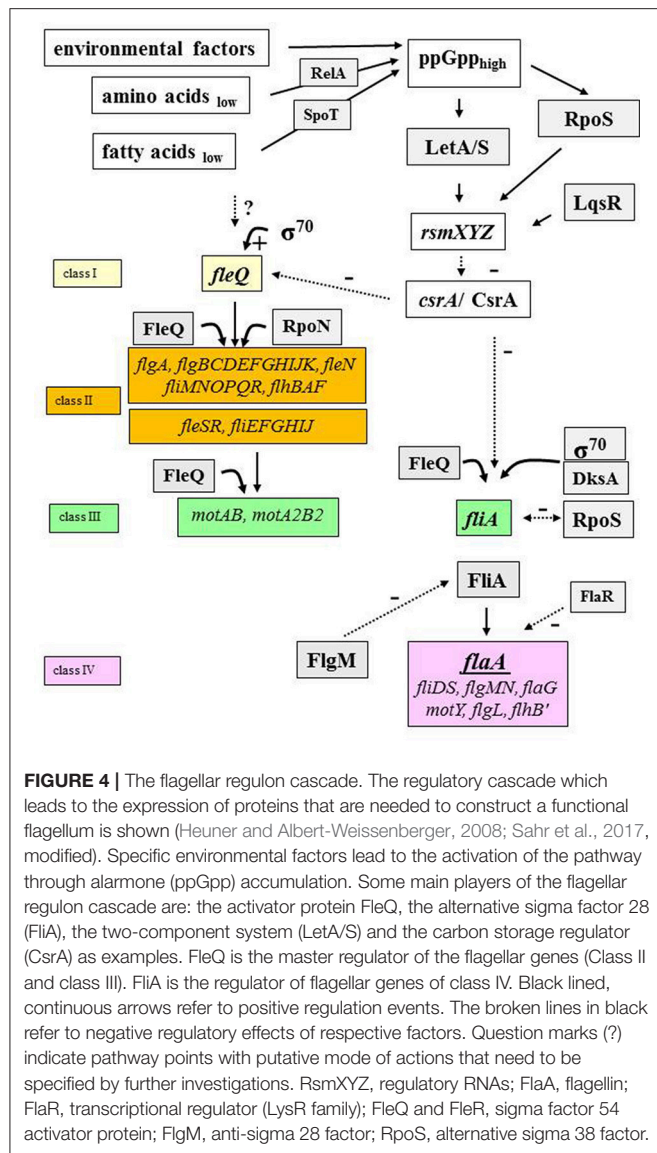 environmental factors
ppGpphigh
RelA
amino acids low
SpoT
RpoS
fatty acids low
LetA/S
?
LqsR
σ70
+
rsmXYZ
class I
fleQ
-
-
csrA/ CsrA
FleQ
RpoN
-
flgA, flgBCDEFGHIJK, fleN
fliMNOPQR, flhBAF
class II
fleSR, fliEFGHIJ
σ70
FleQ
FleQ
DksA
class III
motAB, motA2B2
fliA
-
RpoS
FliA
-
FlaR
FlgM
-
class IV
flaA
fliDS, flgMN, flaG
motY, flgL, flhB'
FIGURE 4 | The flagellar regulon cascade. The regulatory cascade which
leads to the expression of proteins that are needed to construct a functional
flagellum is shown (Heuner and Albert-Weissenberger, 2008; Sahr et al., 2017,
modified). Specific environmental factors lead to the activation of the pathway
through alarmone (ppGpp) accumulation. Some main players of the flagellar
regulon cascade are: the activator protein FleQ, the alternative sigma factor 28
(FliA), the two-component system (LetA/S) and the carbon storage regulator
(CsrA) as examples. FleQ is the master regulator of the flagellar genes (Class II
and class III). FliA is the regulator of flagellar genes of class IV. Black lined,
continuous arrows refer to positive regulation events. The broken lines in black
refer to negative regulatory effects of respective factors. Question marks (?)
indicate pathway points with putative mode of actions that need to be
specified by further investigations. RsmXYZ, regulatory RNAs; FlaA, flagellin;
FlaR, transcriptional regulator (LysR family); FleQ and FleR, sigma factor 54
activator protein; FlgM, anti-sigma 28 factor; RpoS, alternative sigma 38 factor.